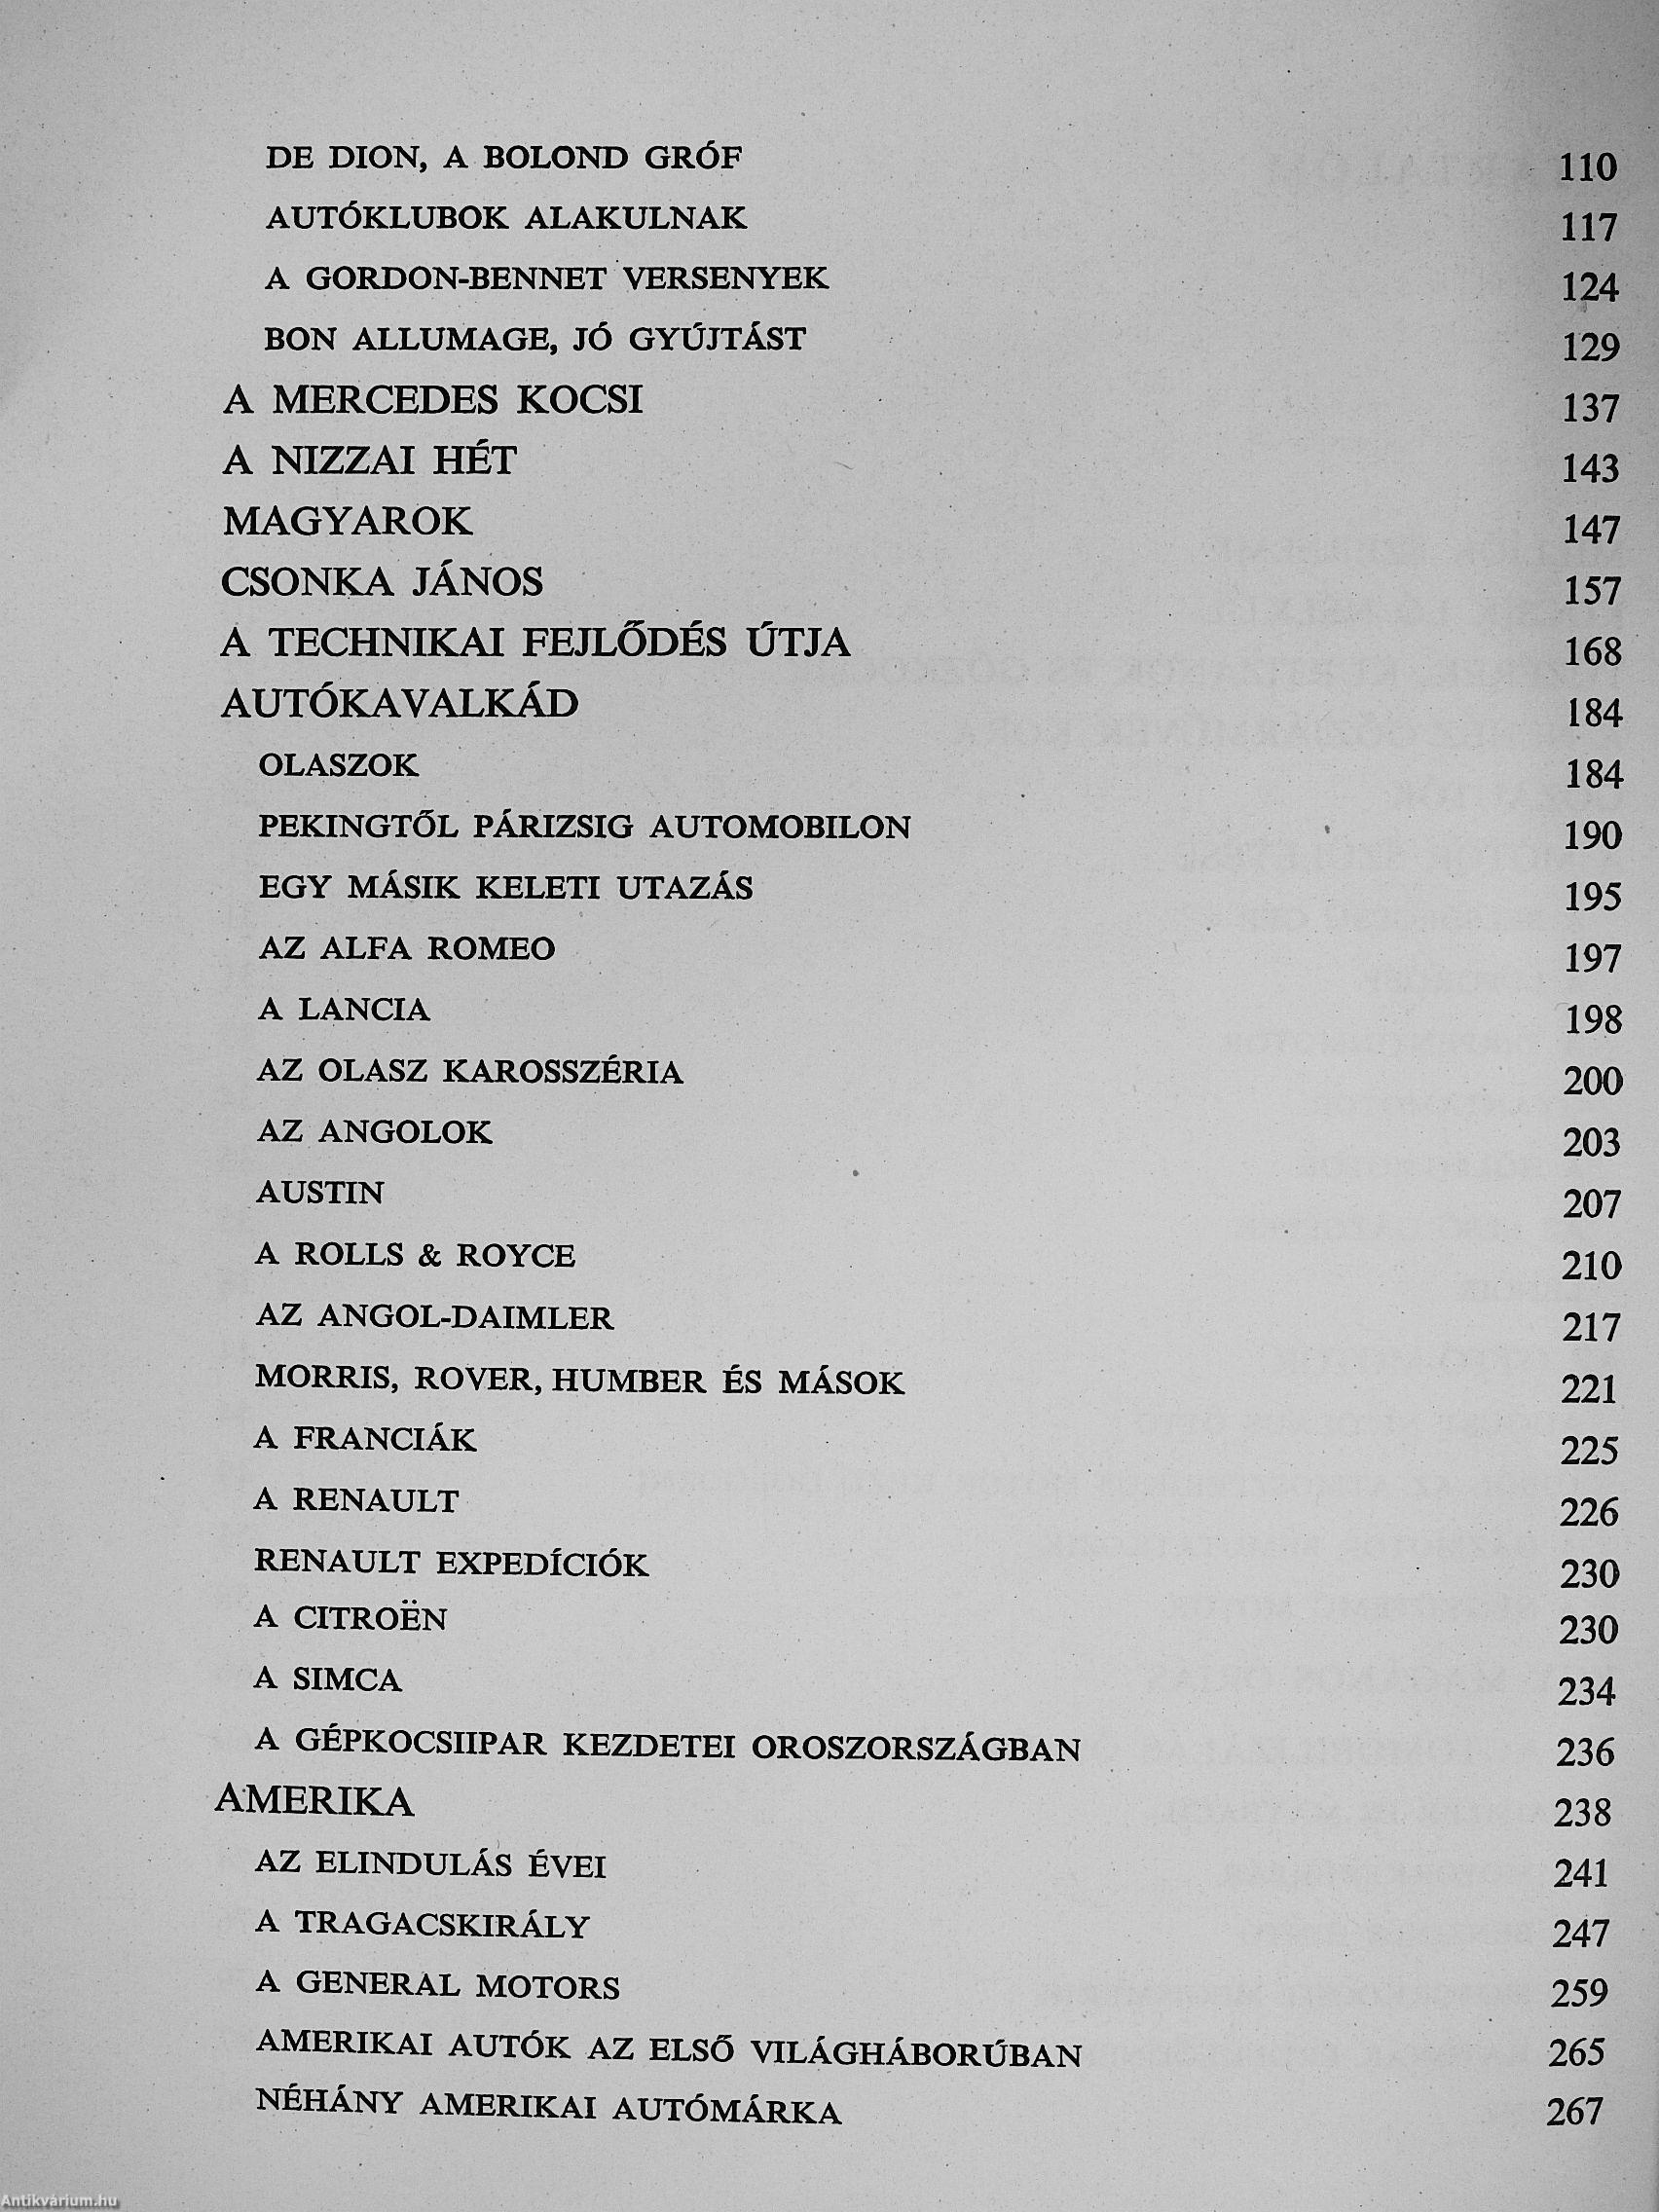 DE DION, A BOLOND GRÓF 110
AUTÓKLUBOK ALAKULNAK 117
A GORDON-BENNET VERSENYEK 124
BON ALLUMAGE, JÓ GYÚJTÁST 129
A MERCEDES KOCSI 137
A NIZZAI HÉT 143
MAGYAROK 147
CSONKA JÁNOS 157
A TECHNIKAI FEJLŐDÉS ÚTJA 168
AUTÓKAVALKÁD 184
OLASZOK 184
PEKINGTŐL PÁRIZSIG AUTOMOBILON 190
EGY MÁSIK KELETI UTAZÁS 195
AZ ALFA ROMEO 197
A LANCIA 198
AZ OLASZ KAROSSZÉRIA 200
AZ ANGOLOK 203
AUSTIN 207
A ROLLS & ROYCE 210
AZ ANGOL-DAIMLER 217
MORRIS, ROVER, HUMBER ÉS MÁSOK 221
A FRANCIÁK 225
A RENAULT 226
RENAULT EXPEDÍCIÓK 230
A CITROËN 230
A SIMCA 234
A GÉPKOCSIIPAR KEZDETEI OROSZORSZÁGBAN 236
AMERIKA 238
AZ ELINDULÁS ÉVEI 241
A TRAGACSKIRÁLY 247
A GENERAL MOTORS 259
AMERIKAI AUTÓK AZ ELSŐ VILÁGHÁBORÚBAN 265
NÉHÁNY AMERIKAI AUTÓMÁRKA 267
Antikvárium.hu